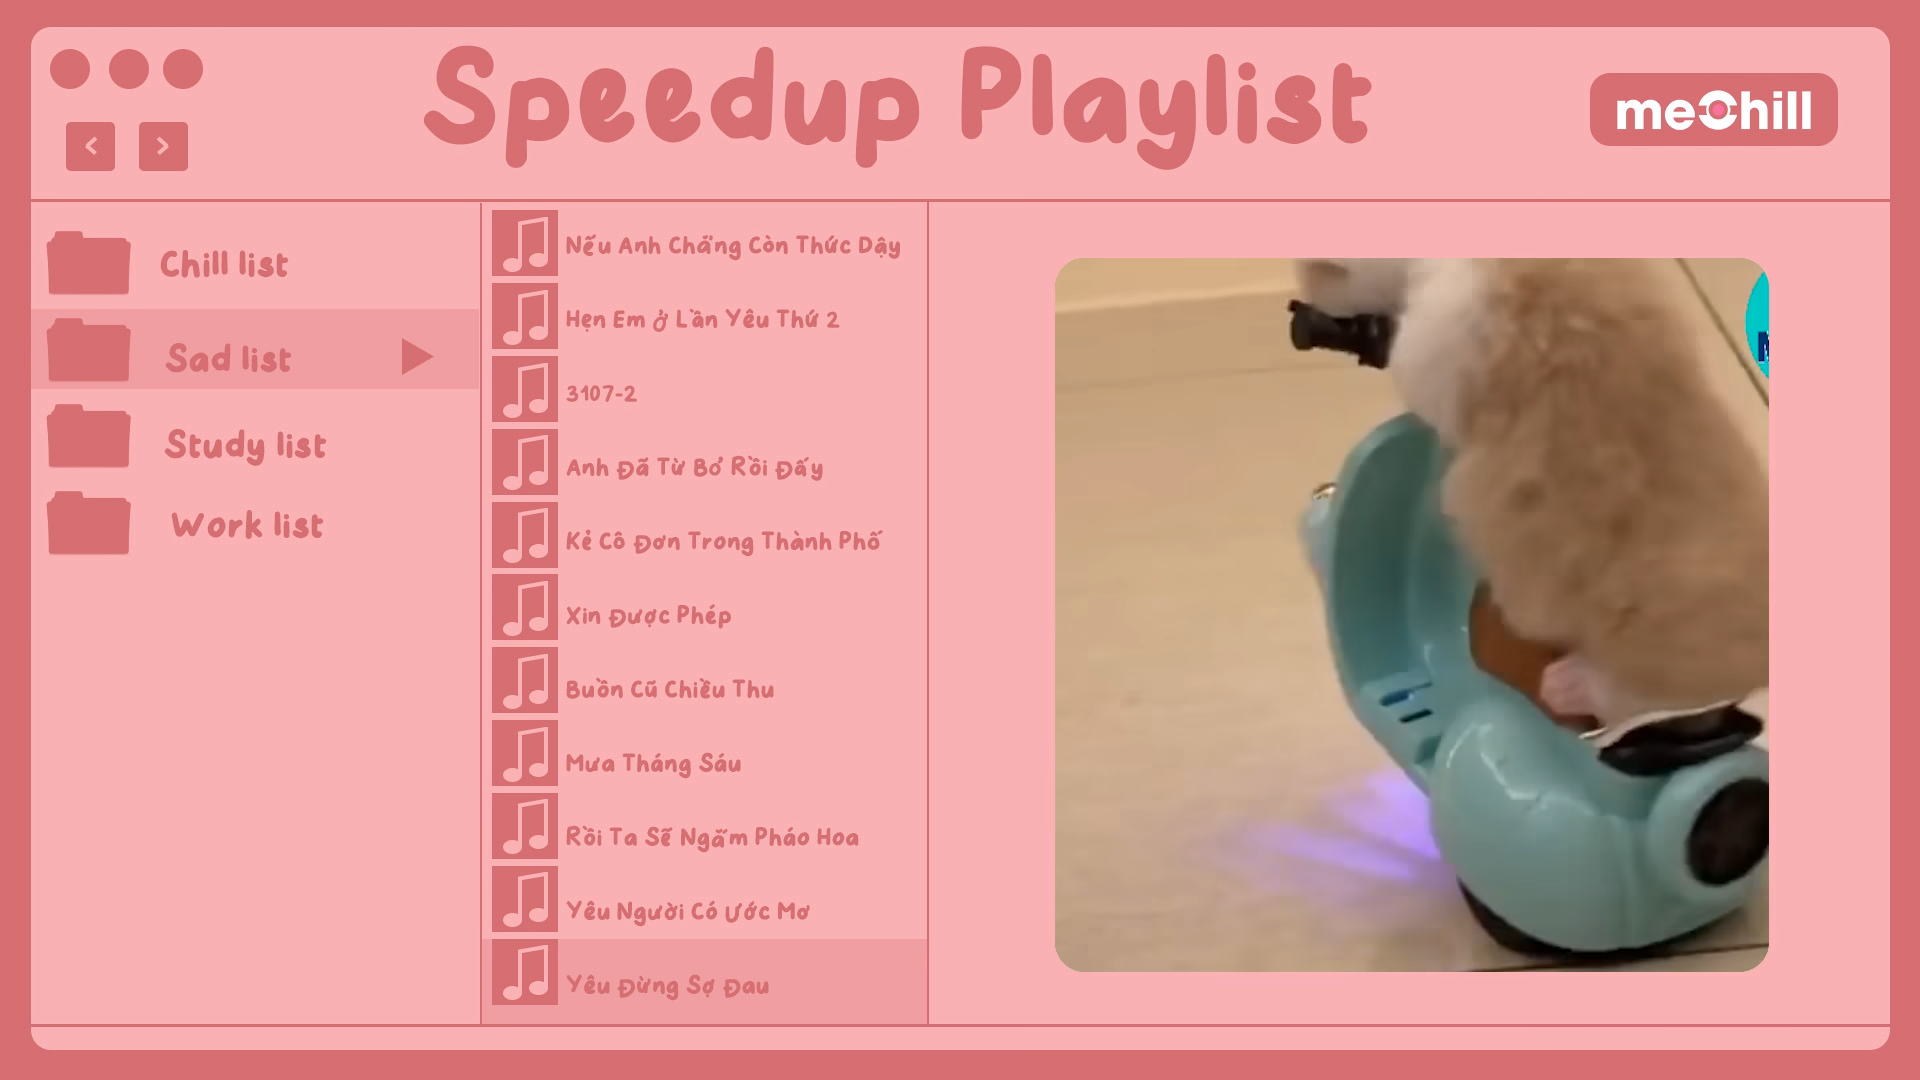 Speedup Playlist
mechill
Chill list
Sad list
Study list
Work list
Nếu Anh Chẳng Còn Thức Dậy
Hẹn Em ở Lần Yêu Thứ 2
3107-2
Anh Đã Từ Bỏ Rồi Đấy
Kẻ Cô Đơn Trong Thành Phố
Xin Được Phép
Buồn Cũ Chiều Thu
Mưa Tháng Sáu
Rồi Ta Sẽ Ngắm Pháo Hoa
Yêu Người Có Ước Mơ
Yêu Đừng Sợ Đau